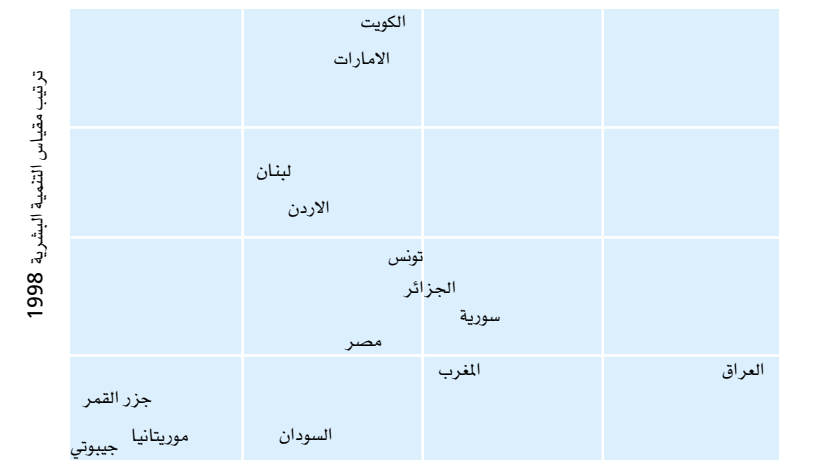 ترتيب مقياس التنمية البشرية 1998
الكويت
الامارات
لبنان
الاردن
تونس
الجزائر
سورية
مصر
المغرب
العراق
جزر القمر
السودان
موريتانيا
جيبوتي